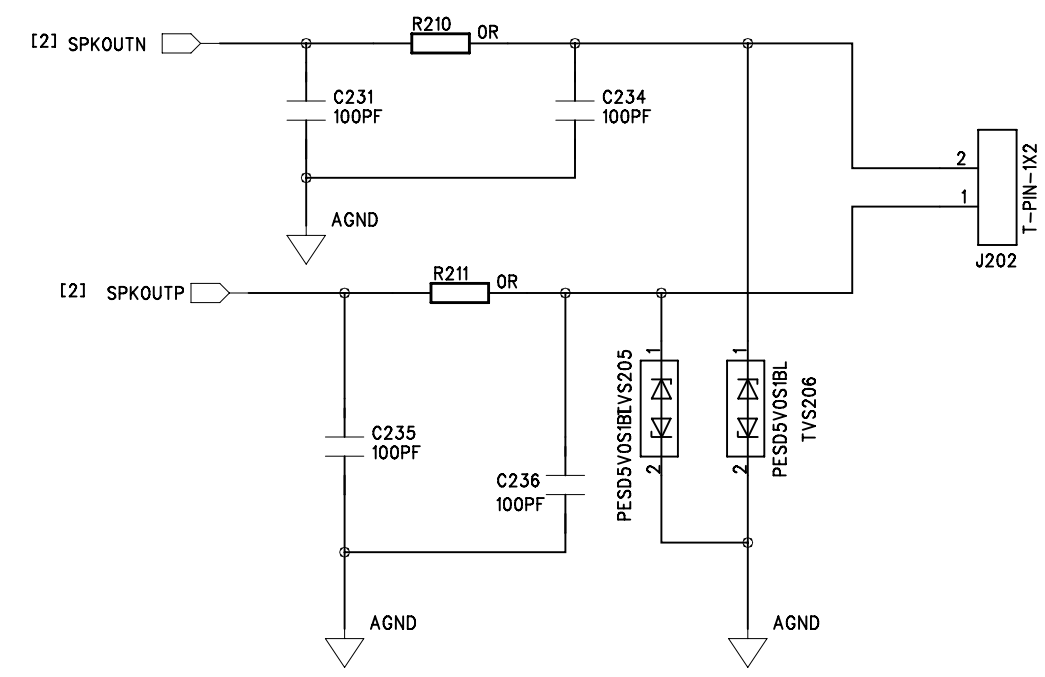 R210
[2] SPKOUTN
0R
C231
100PF
C234
100PF
2
1
T-PIN-1X2
J202
AGND
R211
[2] SPKOUTP
0R
1
1
PESD5V0S1BL
TVS205
PESD5V0S1BL
TVS206
C235
100PF
2
2
C236
100PF
AGND
AGND